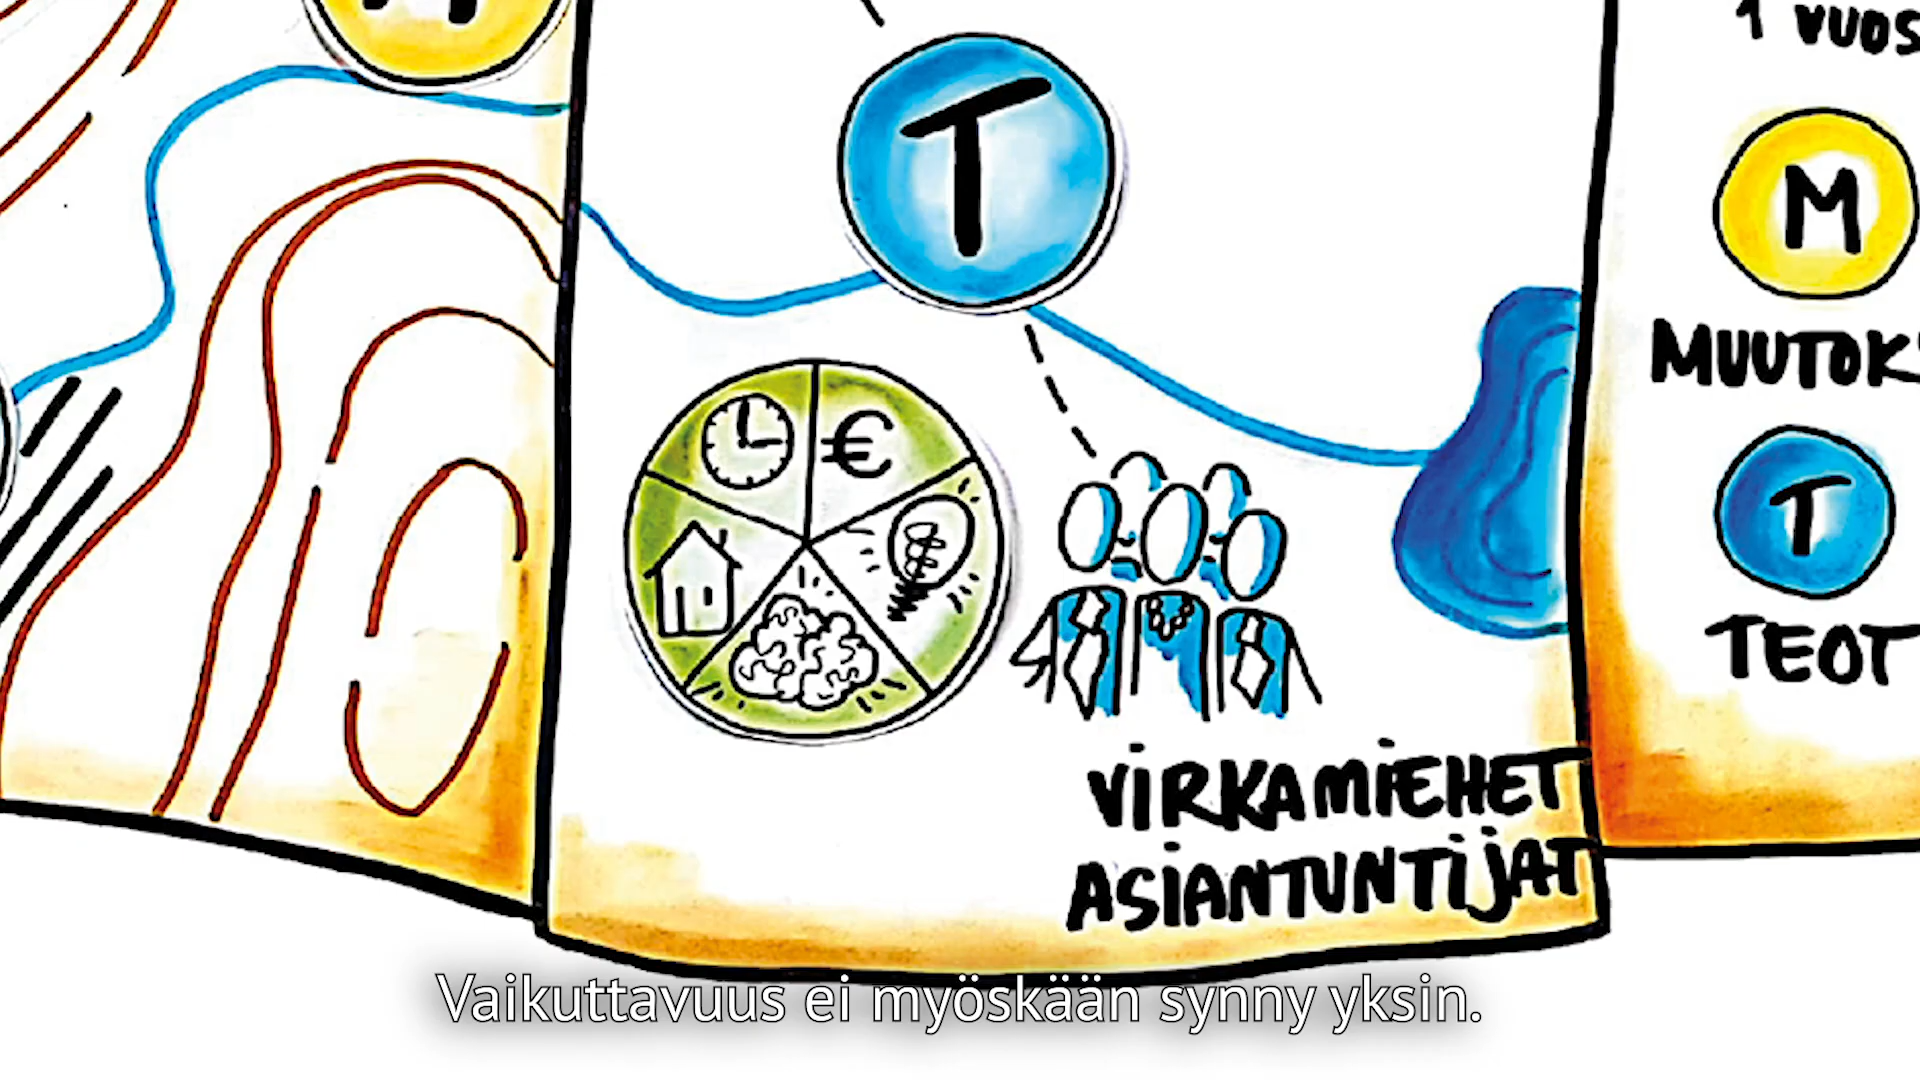 1 VUOS
T
M
€
MUUTOK
T
TEOT
VIRKAMIEHET
ASIANTUNTIJAT
Vaikuttavuus ei myöskään synny yksin.